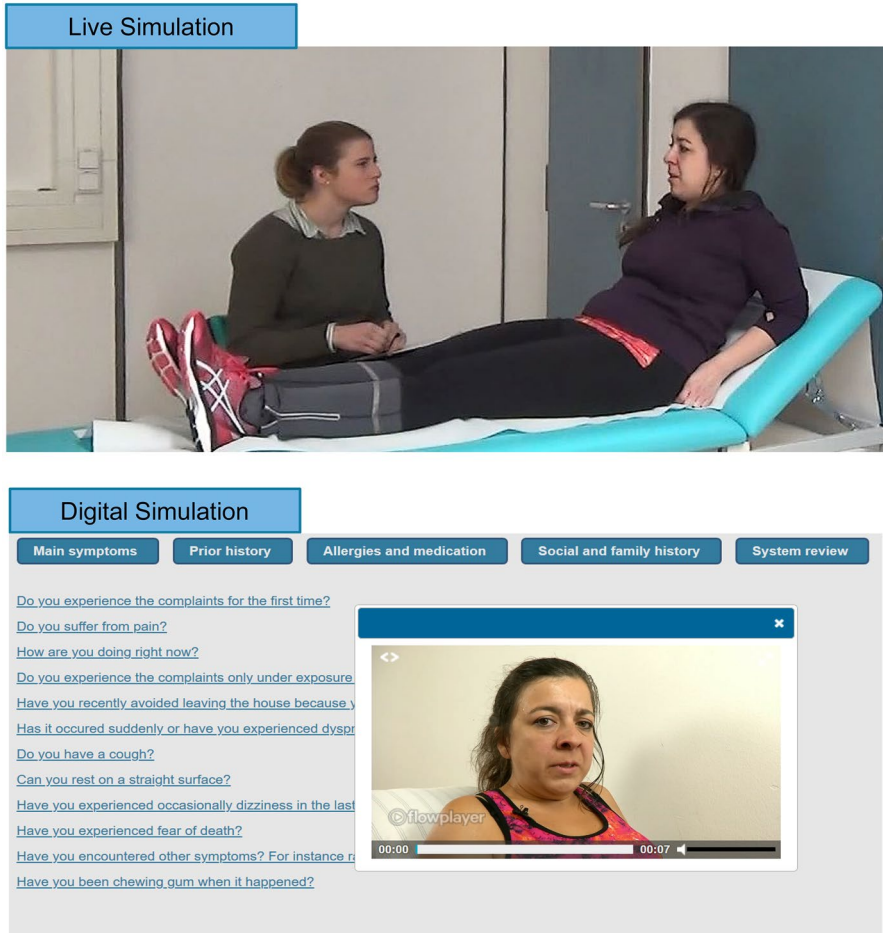 Live Simulation
Digital Simulation
Main symptoms
Prior history
Allergies and medication
Social and family history
System review
Do you experience the complaints for the first time?
Do you suffer from pain?
How are you doing right now?
Do you experience the complaints only under exposure
Have you recently avoided leaving the house because
Has it occured suddenly or have you experienced
Do you have a cough?
Can you rest on a straight surface?
Have you experienced occasionally dizziness in the last
Have you experienced fear of death?
Have you encountered other symptoms? For instance
Have you been chewing gum when it happened?
flowplayer
00:00
00:07